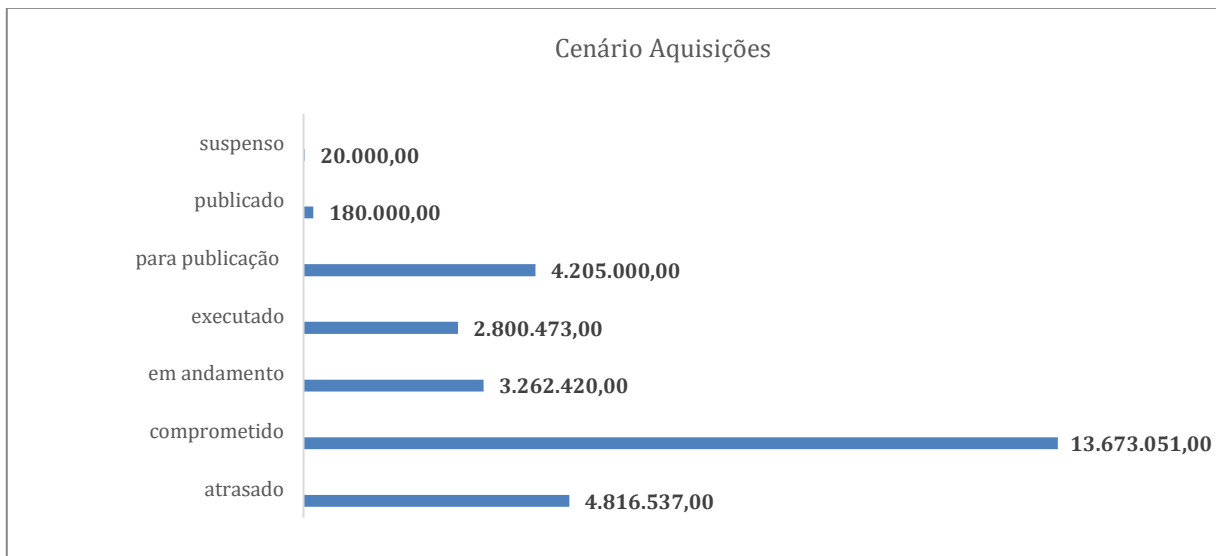 Cenário Aquisições
suspenso 20.000,00
publicado 180.000,00
para publicação 4.205.000,00
executado 2.800.473,00
em andamento 3.262.420,00
comprometido 13.673.051,00
atrasado 4.816.537,00